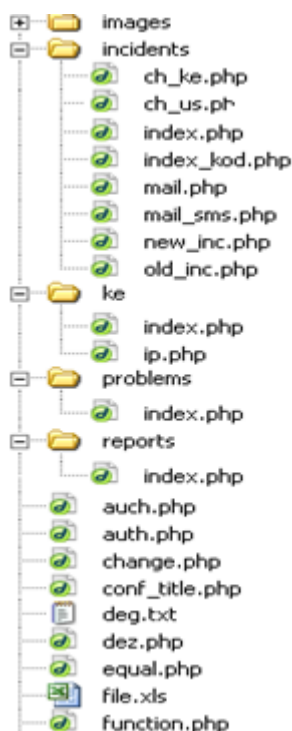 images
incidents
ch_ke.php
ch_us.ph
index.php
index_kod.php
mail.php
mail_sms.php
new_inc.php
old_inc.php
ke
index.php
ip.php
problems
index.php
reports
index.php
auch.php
auth.php
change.php
conf_title.php
deg.txt
dez.php
equal.php
file.xls
function.php